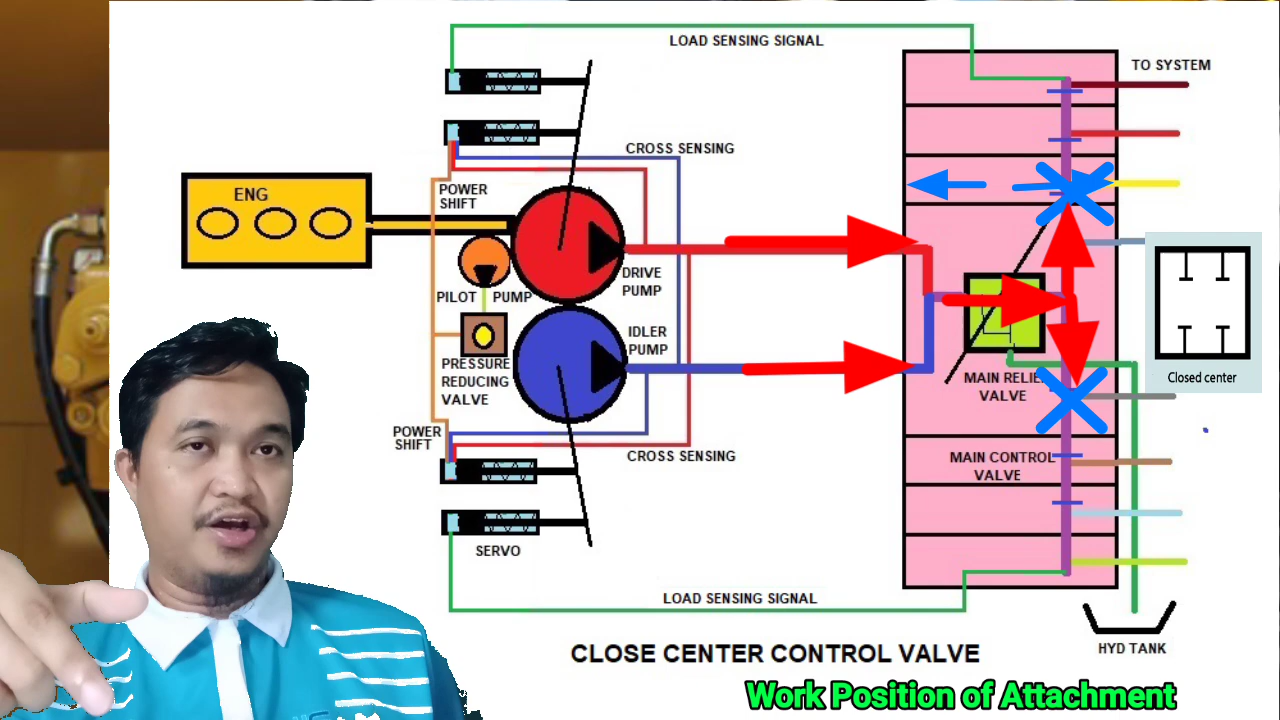 LOAD SENSING SIGNAL
TO SYSTEM
CROSS SENSING
ENG
POWER
SHIFT
DRIVE
PUMP
PILOT PUMP
IDLER
PUMP
PRESSURE
REDUCING
VALVE
MAIN RELIE
VALVE
Closed center
POWER
SHIFT
CROSS SENSING
MAIN CONTROL
VALVE
SERVO
LOAD SENSING SIGNAL
HYD TANK
CLOSE CENTER CONTROL VALVE
Work Position of Attachment